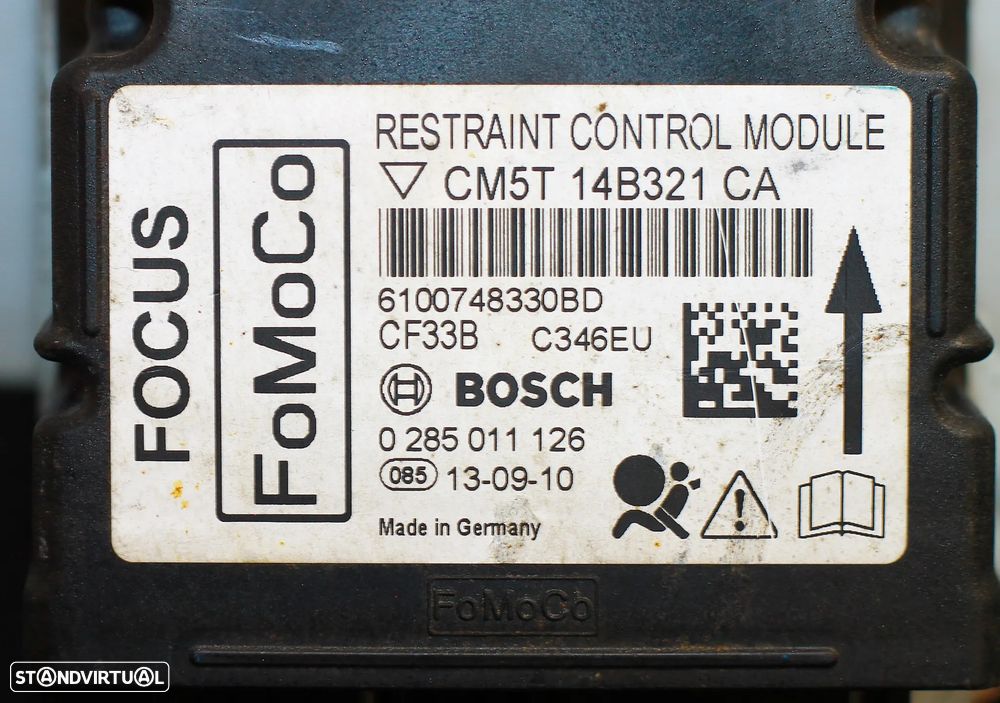 FOCUS
FoMoCo
RESTRAINT CONTROL MODULE
CM5T 14B321 CA
6100748330BD
CF33B C346EU
BOSCH
0 285 011 126
085 13-09-10
Made in Germany
FoMoCo
STANDVIRTUAL